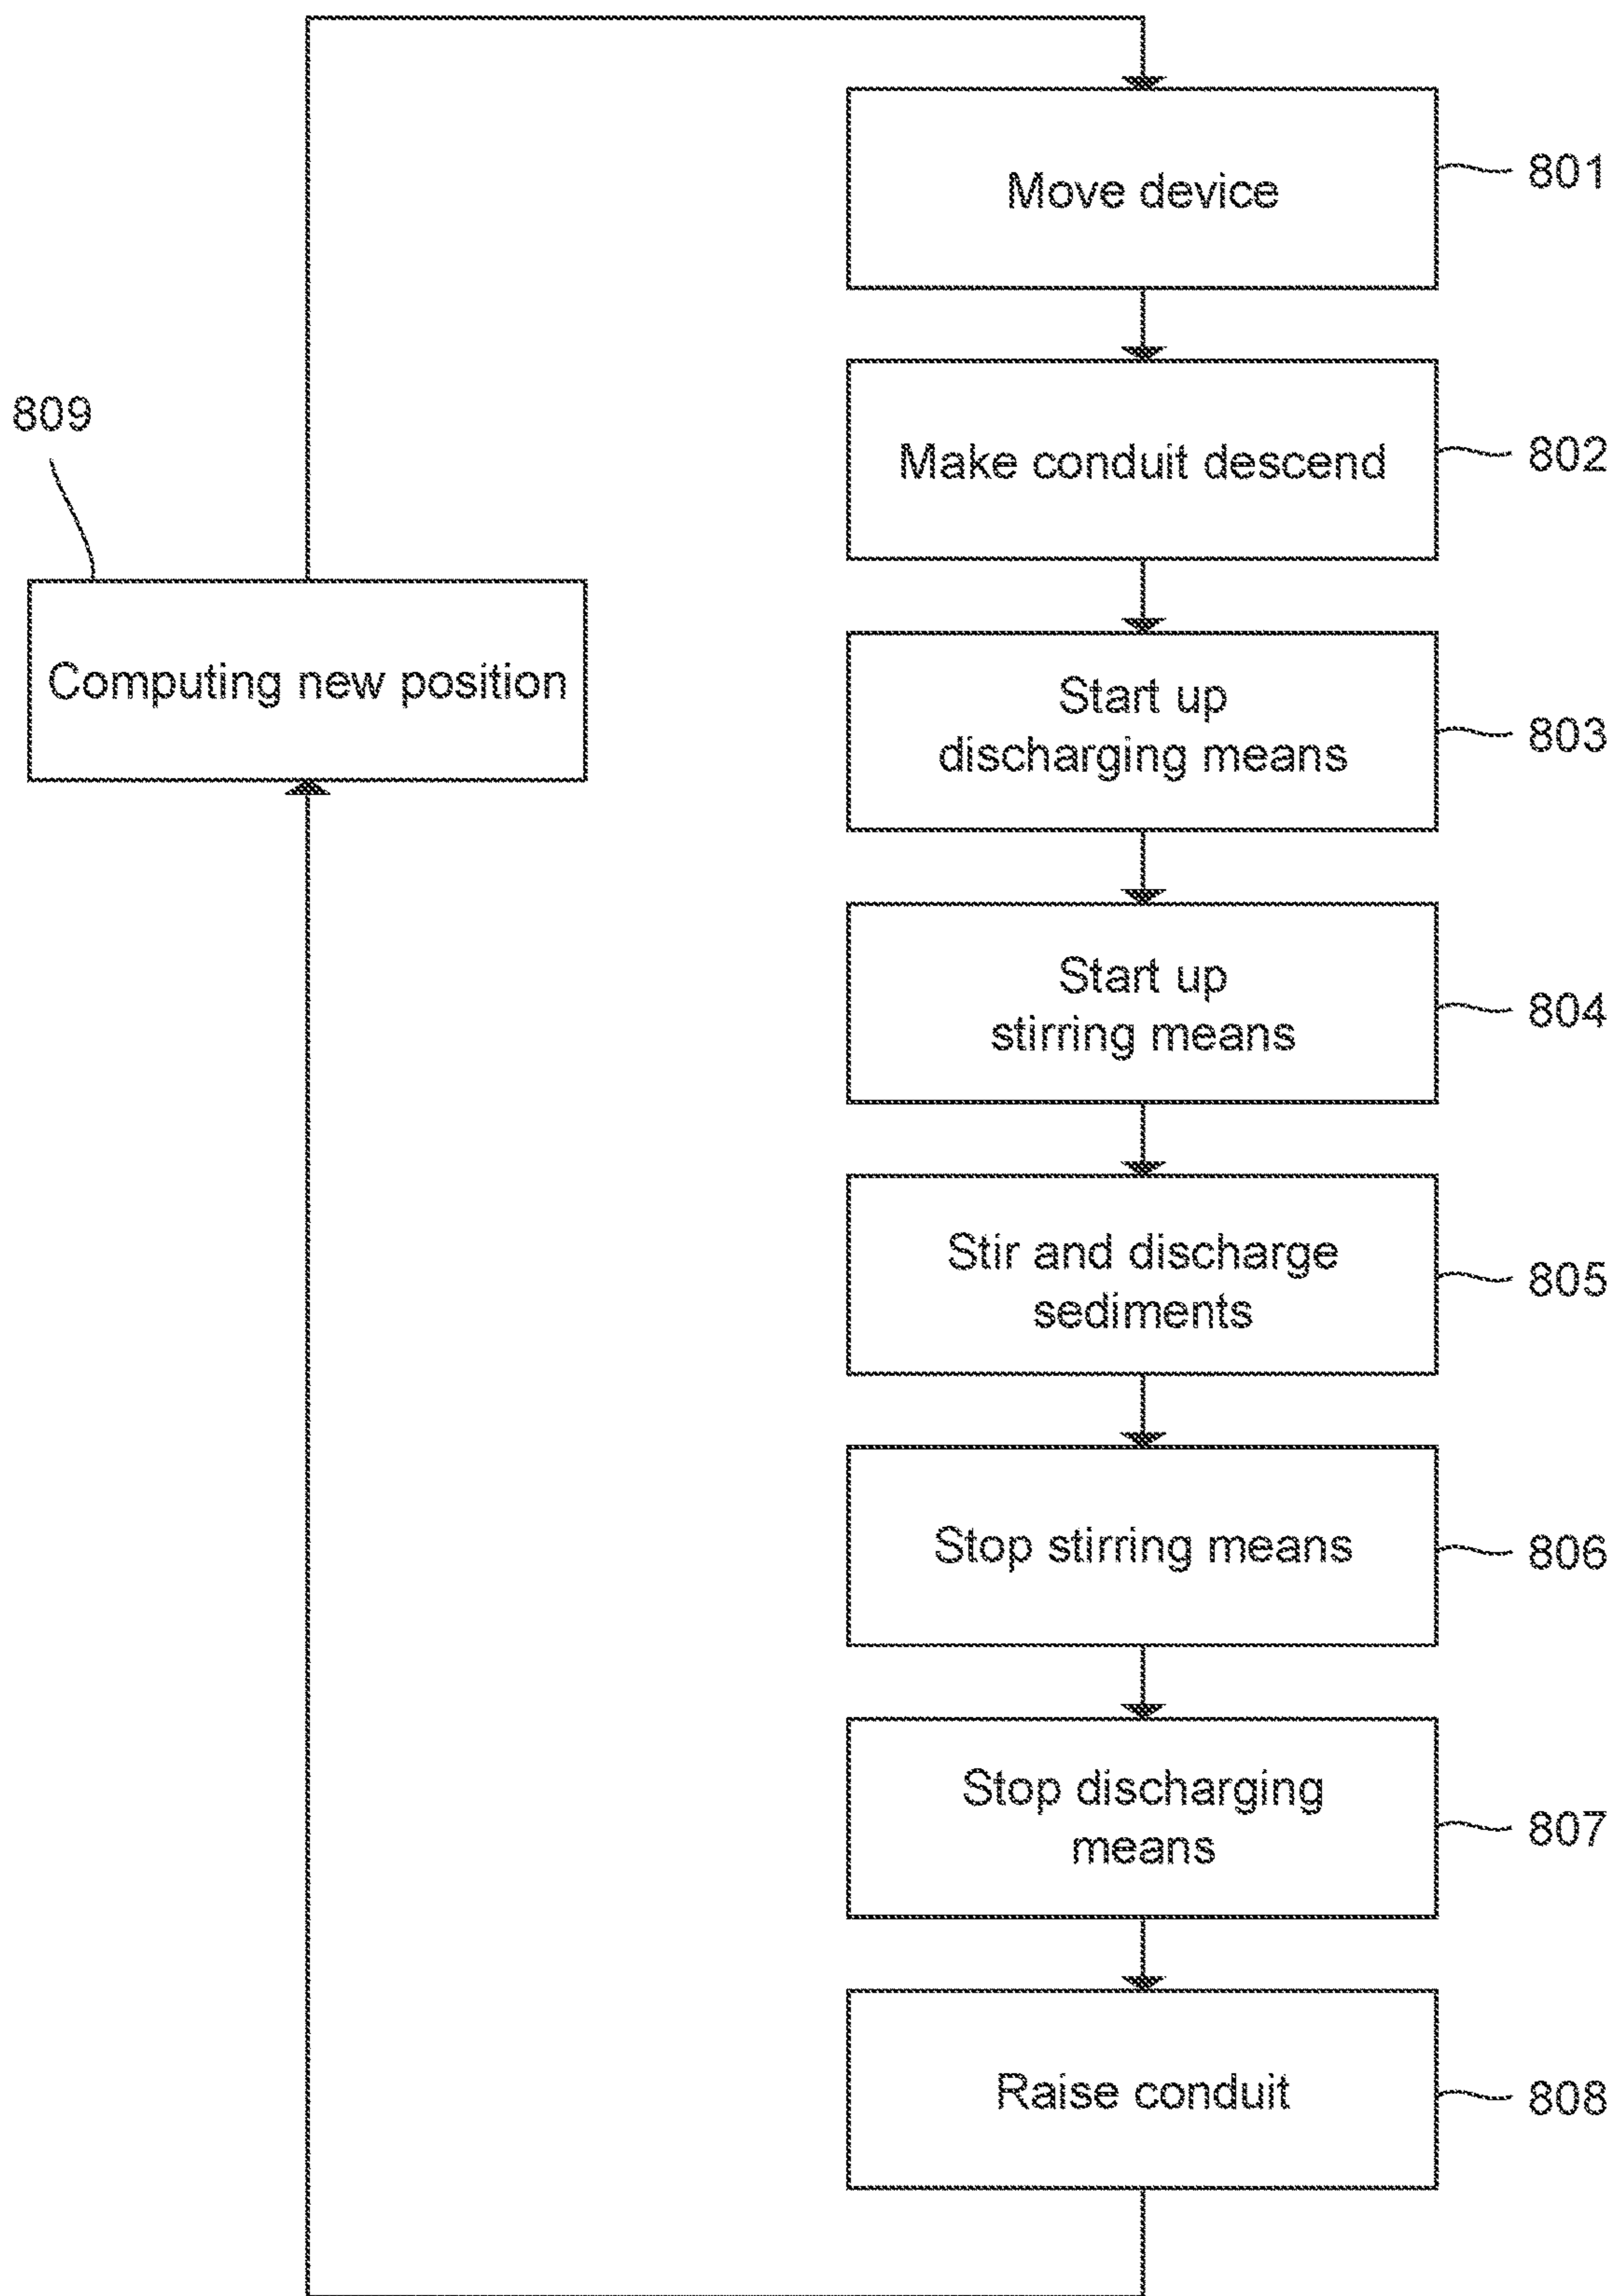 Move device
801
Make conduit descend
802
809
Computing new position
Start up
discharging means
803
Start up
stirring means
804
Stir and discharge
sediments
805
Stop stirring means
806
Stop discharging
means
807
Raise conduit
808